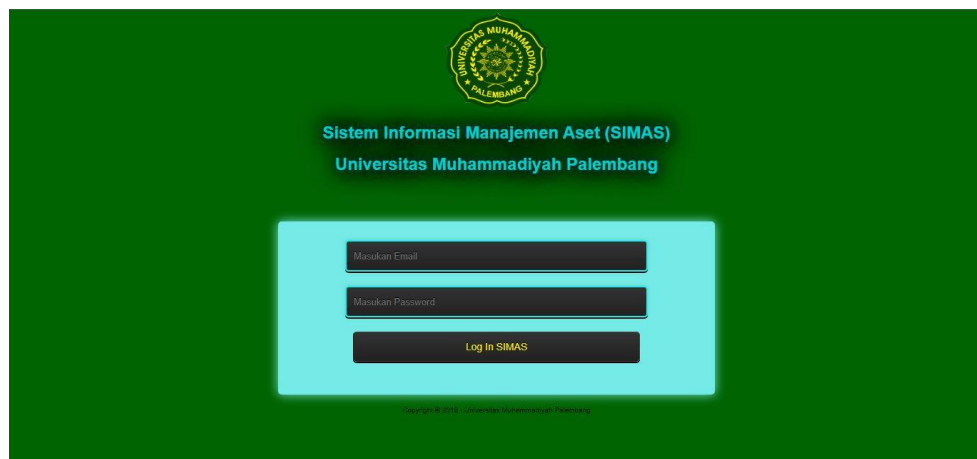 UNIVERSITAS MUHAMMADIYAH
PALEMBANG
Sistem Informasi Manajemen Aset (SIMAS)
Universitas Muhammadiyah Palembang
Masukan Email
Masukan Password
Log In SIMAS
Copyright © 2018 - Universitas Muhammadiyah Palembang